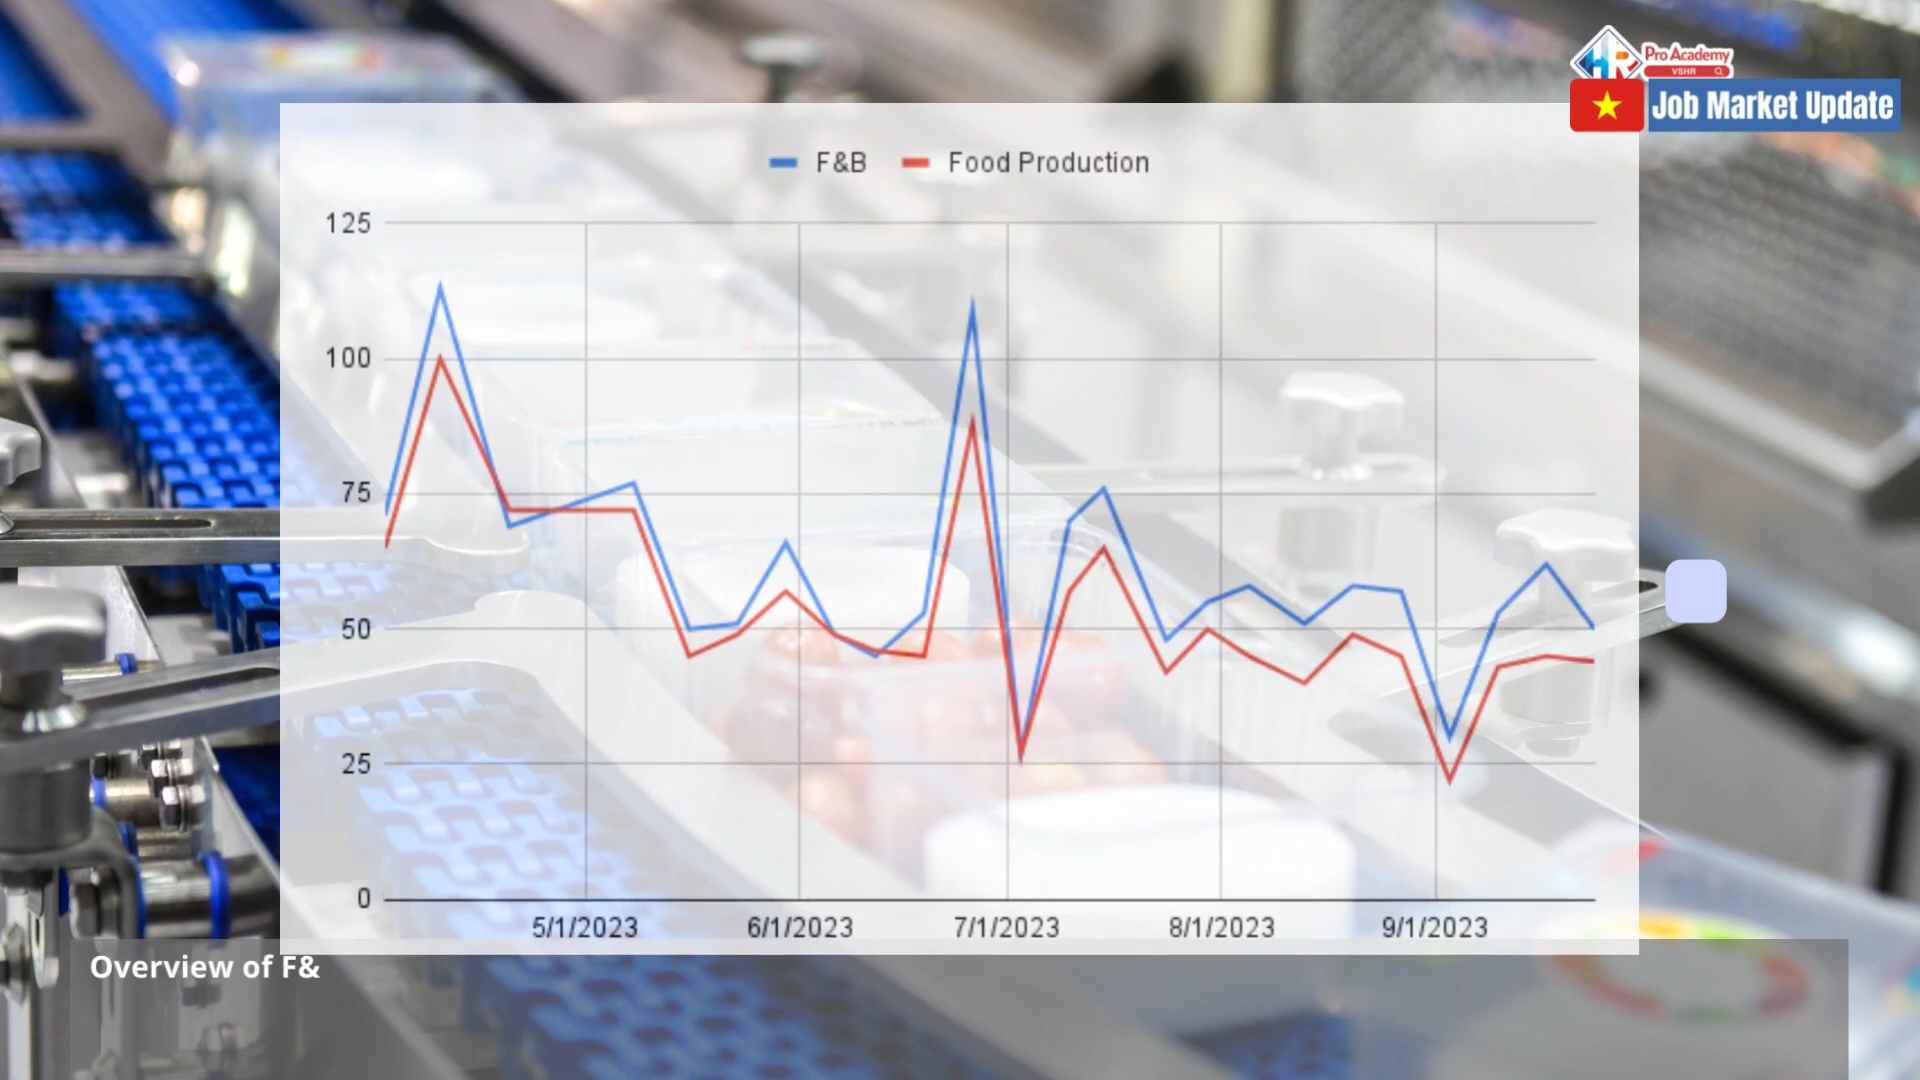 HR Pro Academy
VSHR
Job Market Update
F&B Food Production
125
100
75
50
25
0
5/1/2023 6/1/2023 7/1/2023 8/1/2023 9/1/2023
Overview of F&